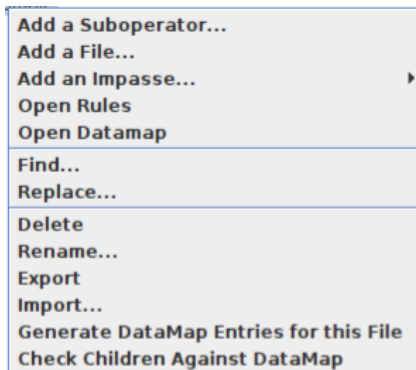 Add a Suboperator...
Add a File...
Add an Impasse...
Open Rules
Open Datamap
Find...
Replace...
Delete
Rename...
Export
Import...
Generate DataMap Entries for this File
Check Children Against DataMap